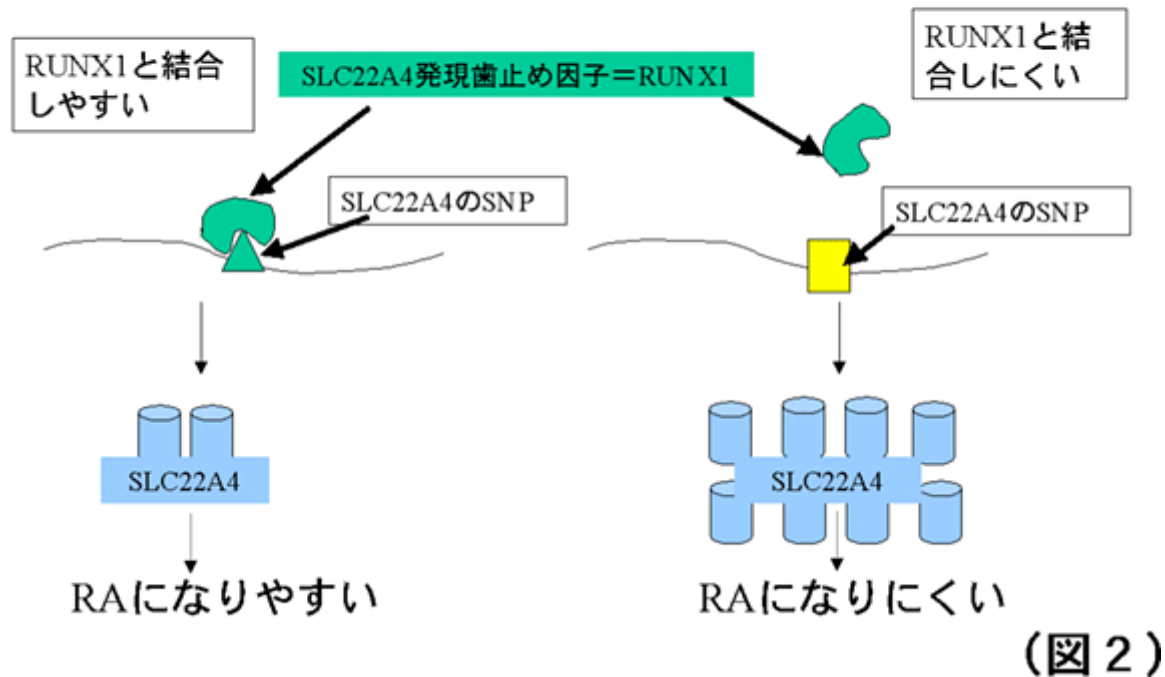 RUNX1と結合
しやすい
SLC22A4発現歯止め因子＝RUNX1
RUNX1と結
合しにくい
SLC22A4のSNP
SLC22A4のSNP
SLC22A4
SLC22A4
RAになりやすい
RAになりにくい
(図２)